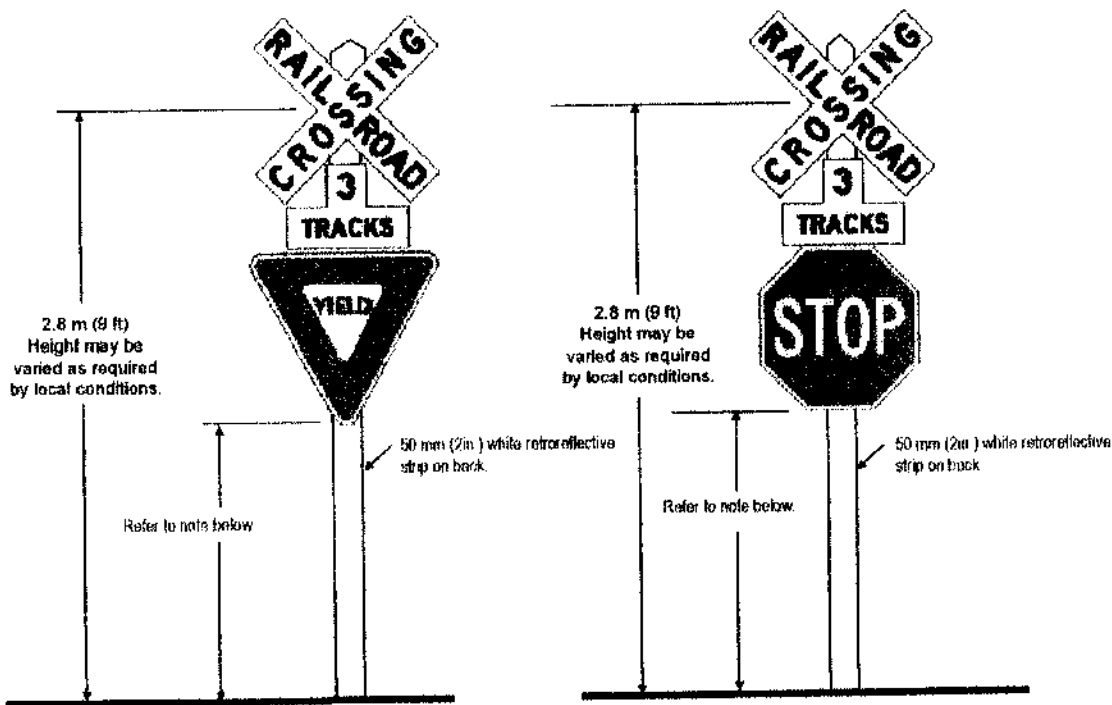 RAILROAD
CROSSING
3
TRACKS
YIELD
2.8 m (9 ft)
Height may be
varied as required
by local conditions.
50 mm (2in.) while retroreflective
strip on back.
Refer to note below
RAILROAD
CROSSING
3
TRACKS
STOP
2.8 m (9 ft)
Height may be
varied as required
by local conditions.
50 mm (2in.) while retroreflective
strip on back
Refer to note below.